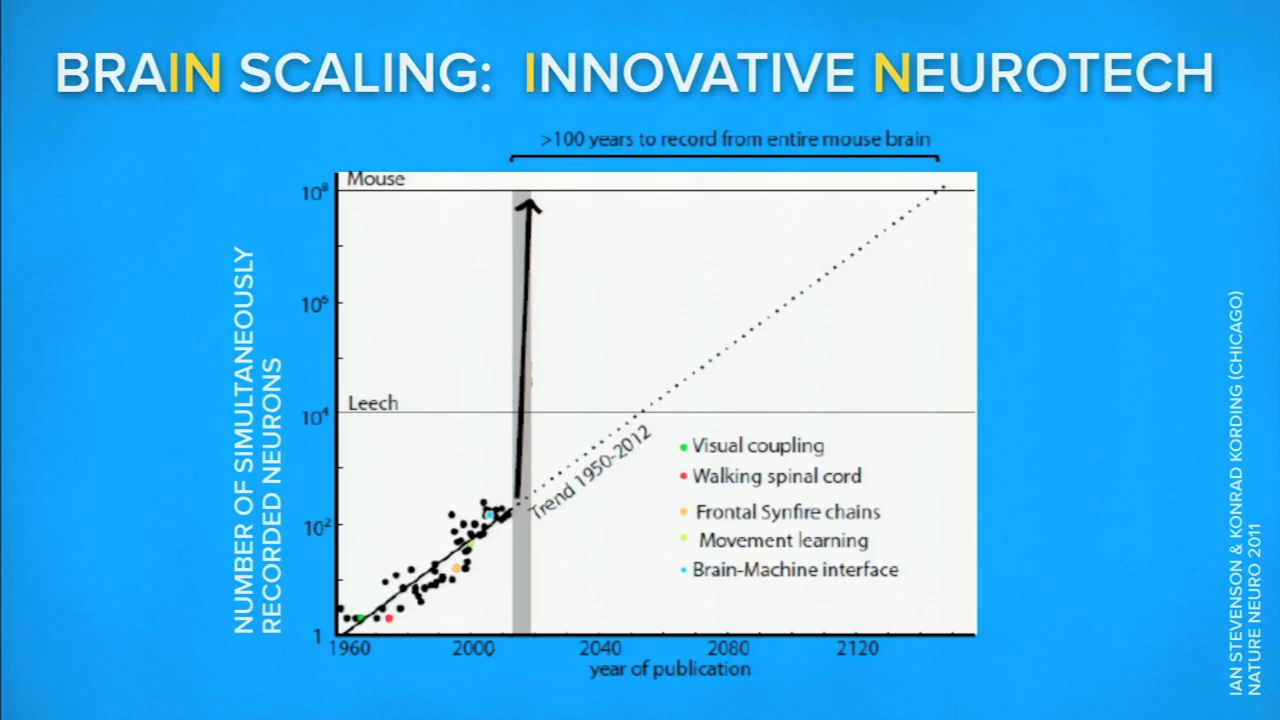 BRAIN SCALING: INNOVATIVE NEUROTECH
>100 years to record from entire mouse brain
Mouse
10⁸
10⁶
Leech
10⁴
10²
1
NUMBER OF SIMULTANEOUSLY
RECORDED NEURONS
Trend 1950-2012
Visual coupling
Walking spinal cord
Frontal Synfire chains
Movement learning
Brain-Machine interface
1960 2000 2040 2080 2120
year of publication
IAN STEVENSON & KONRAD KORDING (CHICAGO)
NATURE NEURO 2011